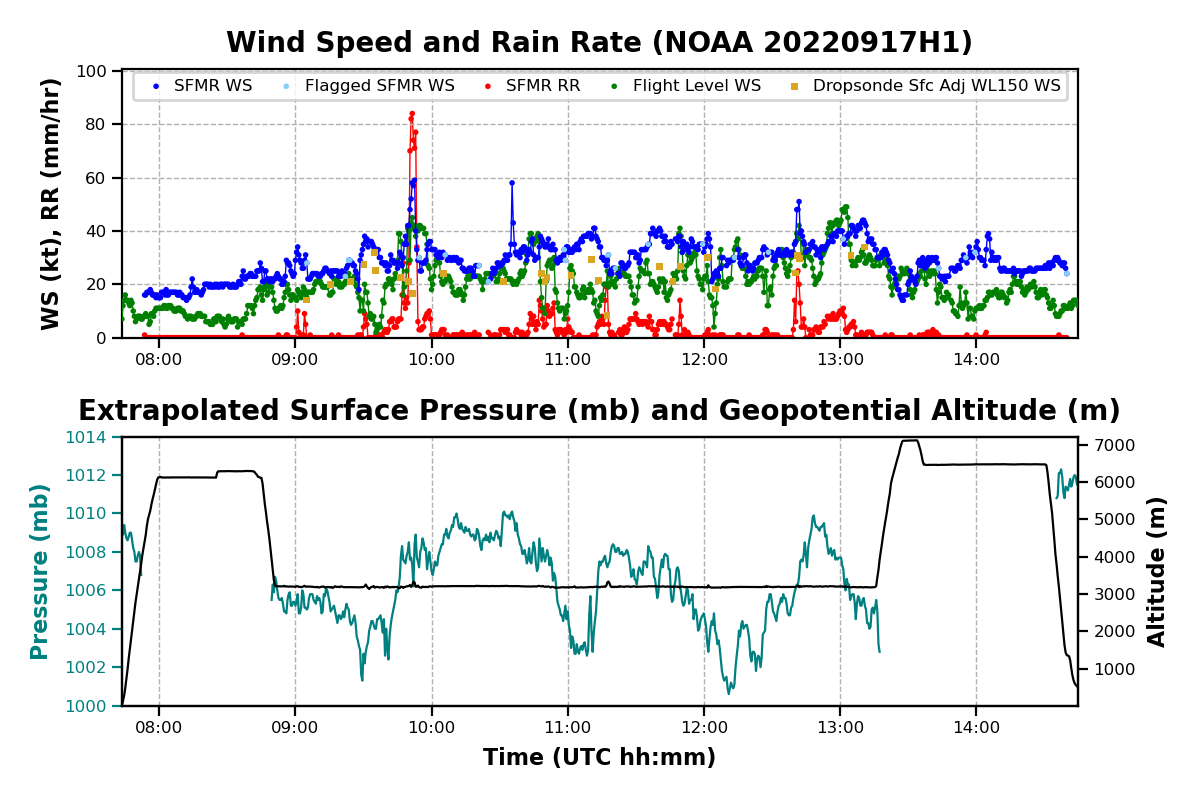 Wind Speed and Rain Rate (NOAA 20220917H1)
WS (kt), RR (mm/hr)
100
80
60
40
20
0
SFMR WS
Flagged SFMR WS
SFMR RR
Flight Level WS
Dropsonde Sfc Adj WL150 WS
08:00 09:00 10:00 11:00 12:00 13:00 14:00
Extrapolated Surface Pressure (mb) and Geopotential Altitude (m)
Pressure (mb)
1014
1012
1010
1008
1006
1004
1002
1000
7000
6000
5000
4000
3000
2000
1000
Altitude (m)
08:00 09:00 10:00 11:00 12:00 13:00 14:00
Time (UTC hh:mm)